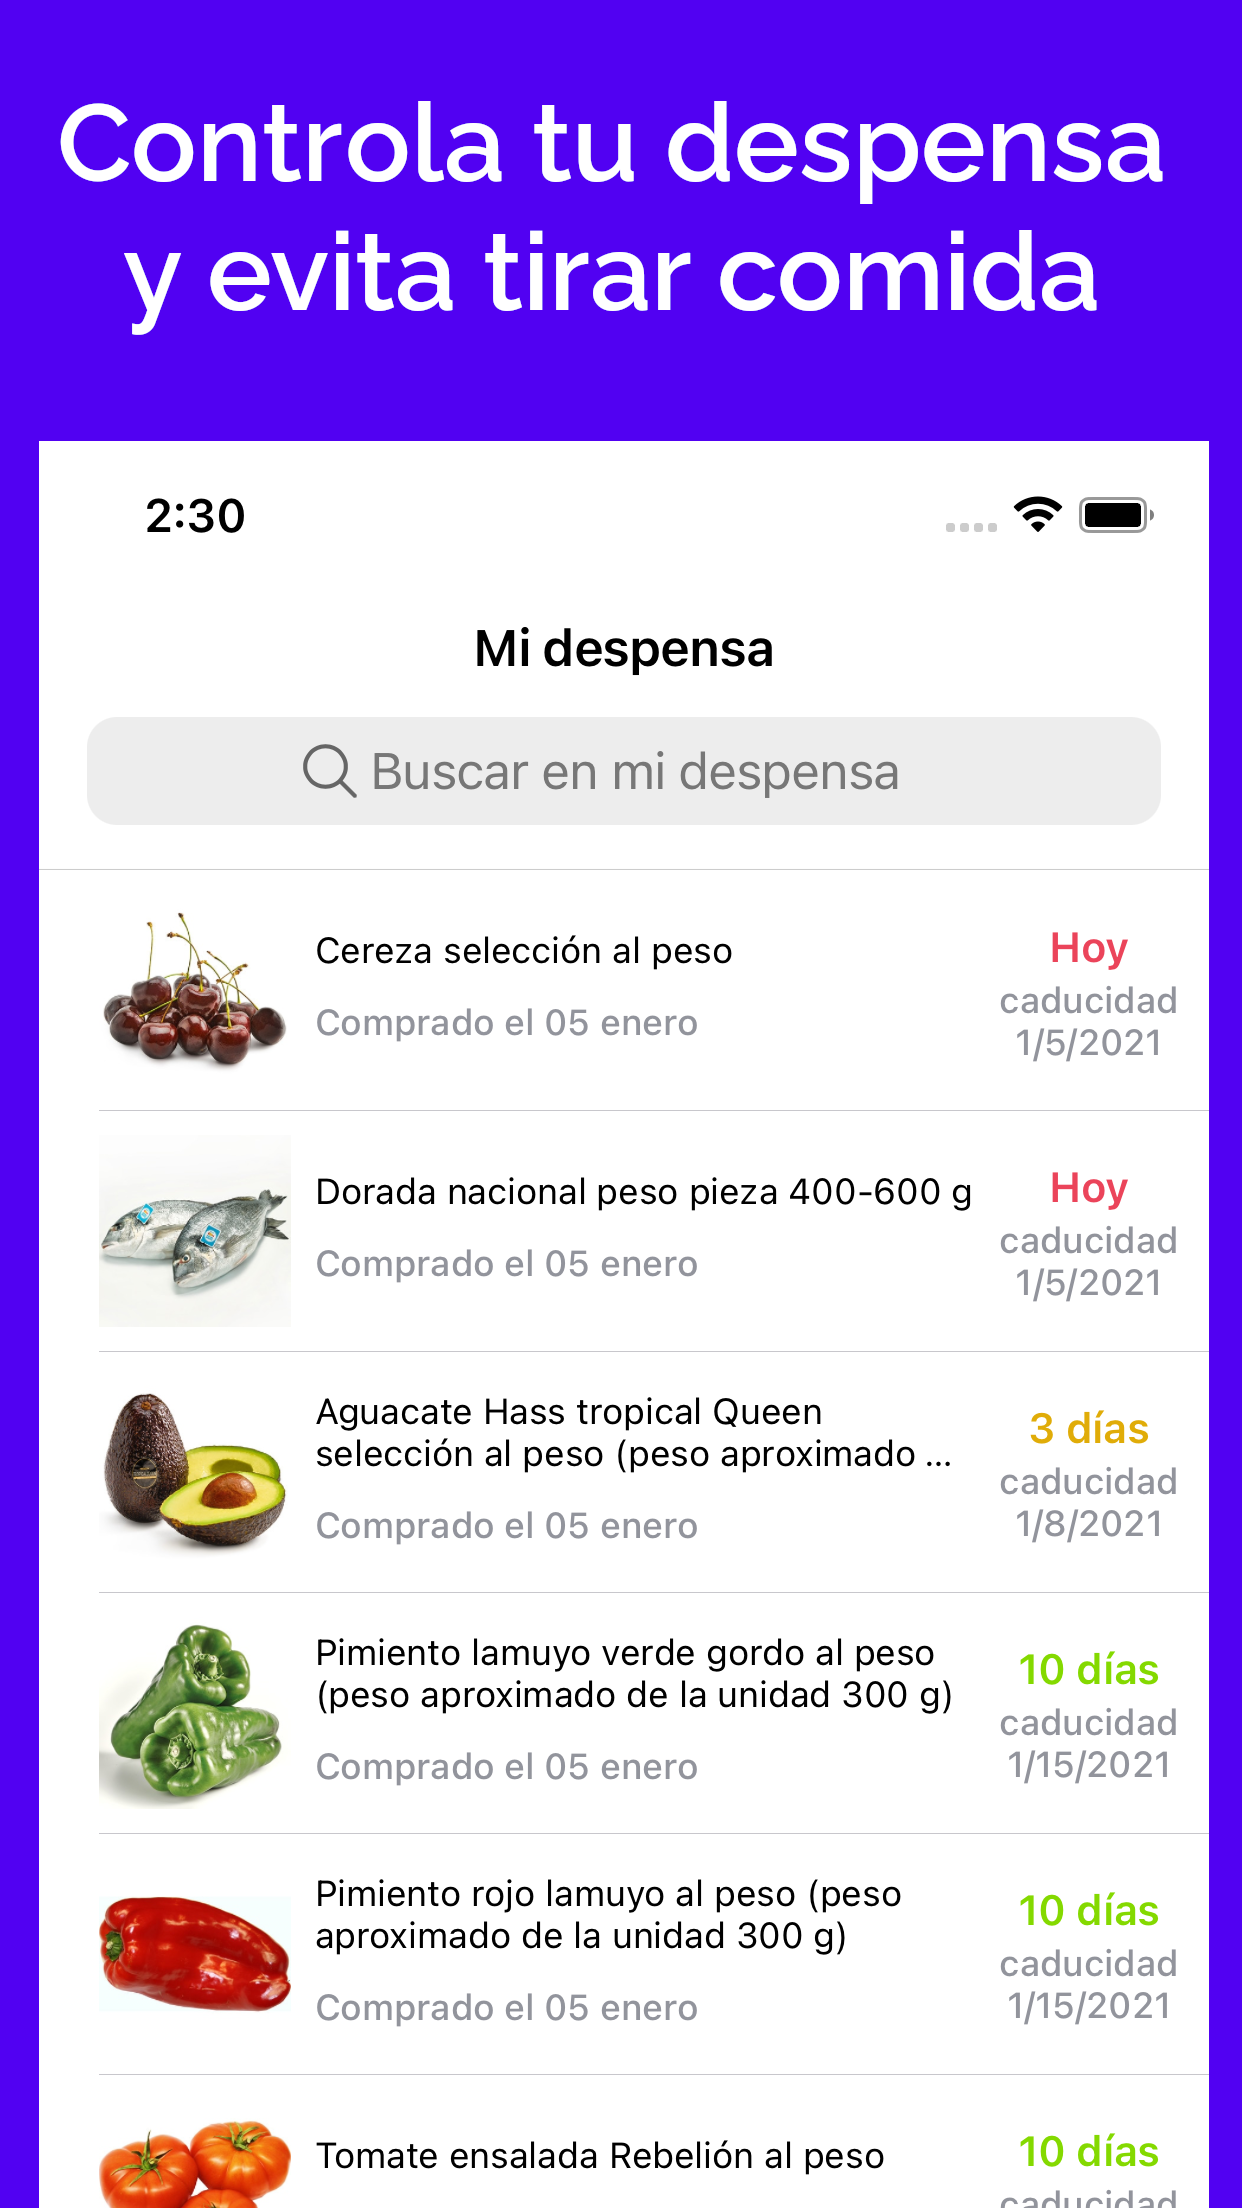 Controla tu despensa
y evita tirar comida
2:30
Mi despensa
Buscar en mi despensa
Cereza selección al peso
Comprado el 05 enero
Hoy
caducidad
1/5/2021
Dorada nacional peso pieza 400-600 g
Comprado el 05 enero
Hoy
caducidad
1/5/2021
Aguacate Hass tropical Queen
selección al peso (peso aproximado ...
Comprado el 05 enero
3 días
caducidad
1/8/2021
Pimiento lamuyo verde gordo al peso
(peso aproximado de la unidad 300 g)
Comprado el 05 enero
10 días
caducidad
1/15/2021
Pimiento rojo lamuyo al peso (peso
aproximado de la unidad 300 g)
Comprado el 05 enero
10 días
caducidad
1/15/2021
Tomate ensalada Rebelión al peso
10 días
caducidad